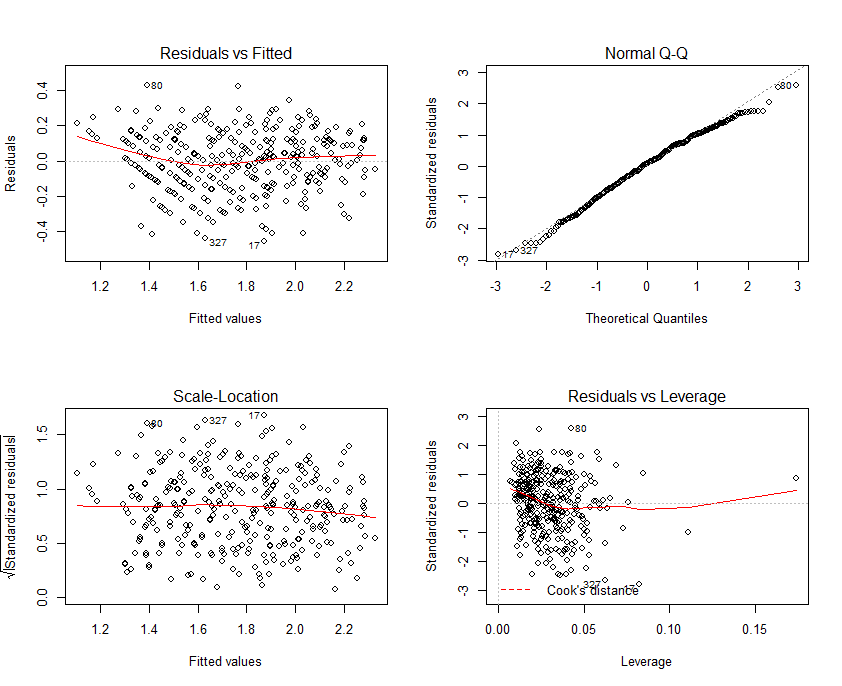 Residuals vs Fitted
Residuals
0.4
0.2
0.0
-0.2
-0.4
80
327
17
1.2 1.4 1.6 1.8 2.0 2.2
Fitted values
Normal Q-Q
Standardized residuals
3
2
1
0
-1
-2
-3
80
17
327
-3 -2 -1 0 1 2 3
Theoretical Quantiles
Scale-Location
√|Standardized residuals|
1.5
1.0
0.5
0.0
80
327
17
1.2 1.4 1.6 1.8 2.0 2.2
Fitted values
Residuals vs Leverage
Standardized residuals
3
2
1
0
-1
-2
-3
80
327
17
Cook's distance
0.00 0.05 0.10 0.15
Leverage